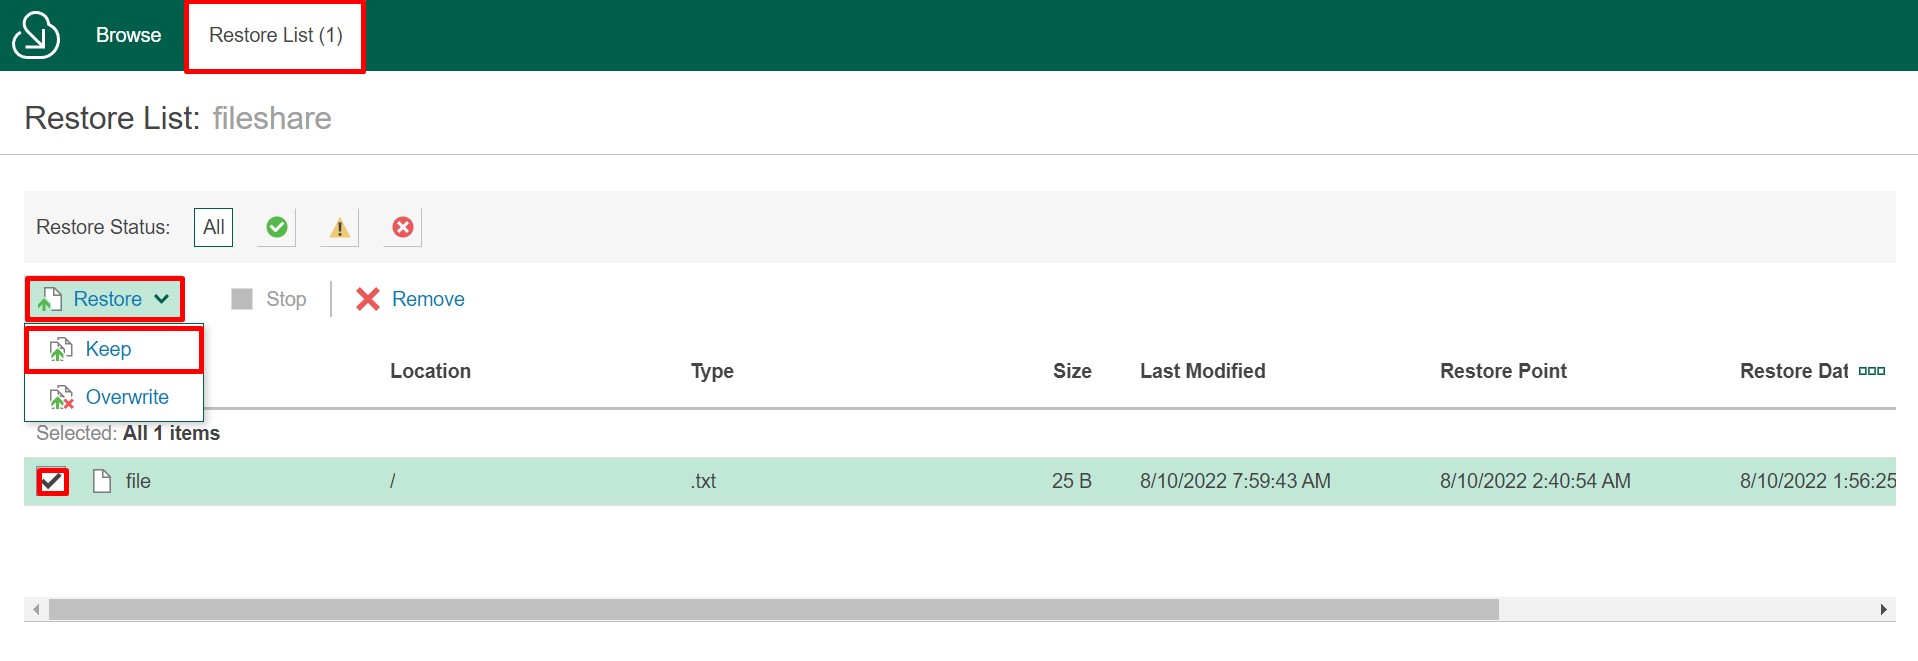 Browse Restore List (1)
Restore List: fileshare
Restore Status: All
Restore Stop Remove
Keep
Location Type Size Last Modified Restore Point Restore Dat
Overwrite
Selected: All 1 items
file / .txt 25 B 8/10/2022 7:59:43 AM 8/10/2022 2:40:54 AM 8/10/2022 1:56:25